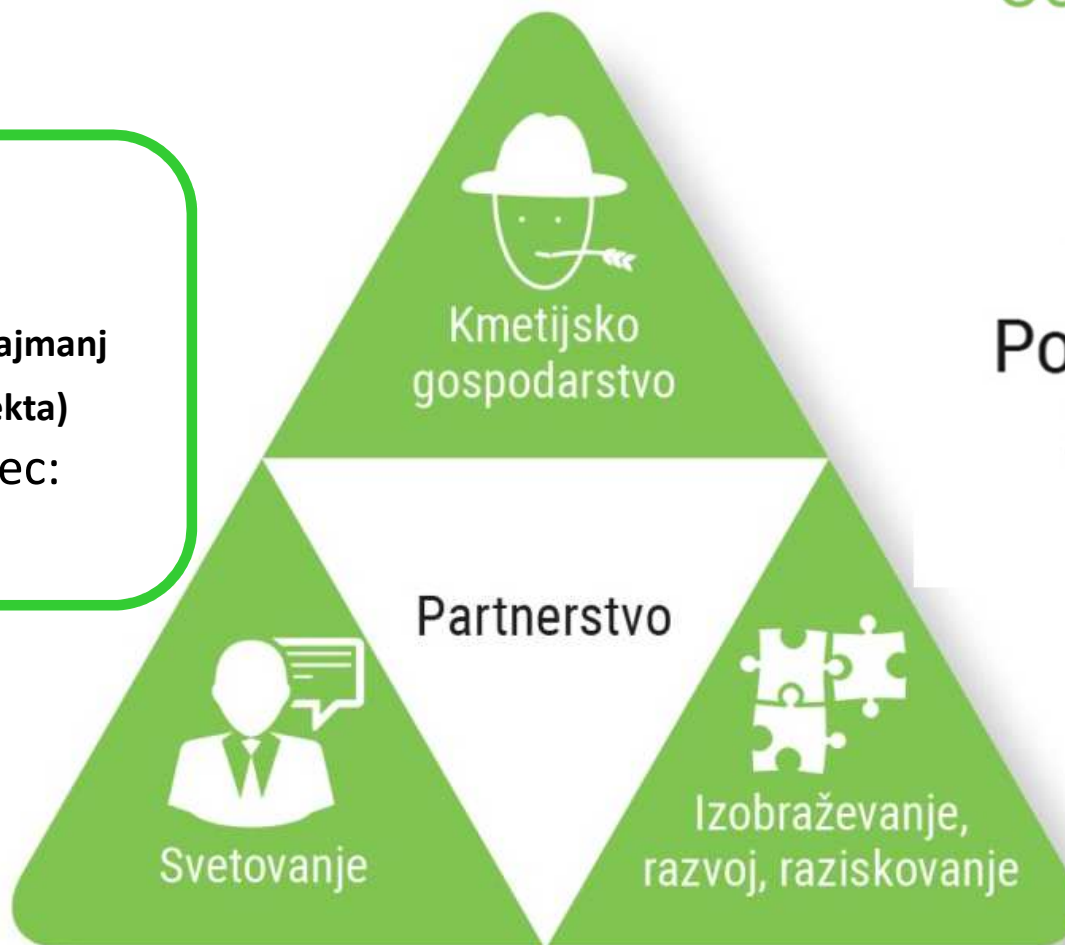 ajmanj
ekta)
ec:
Kmetijsko
gospodarstvo
Po
Partnerstvo
Svetovanje
Izobraževanje,
razvoj, raziskovanje